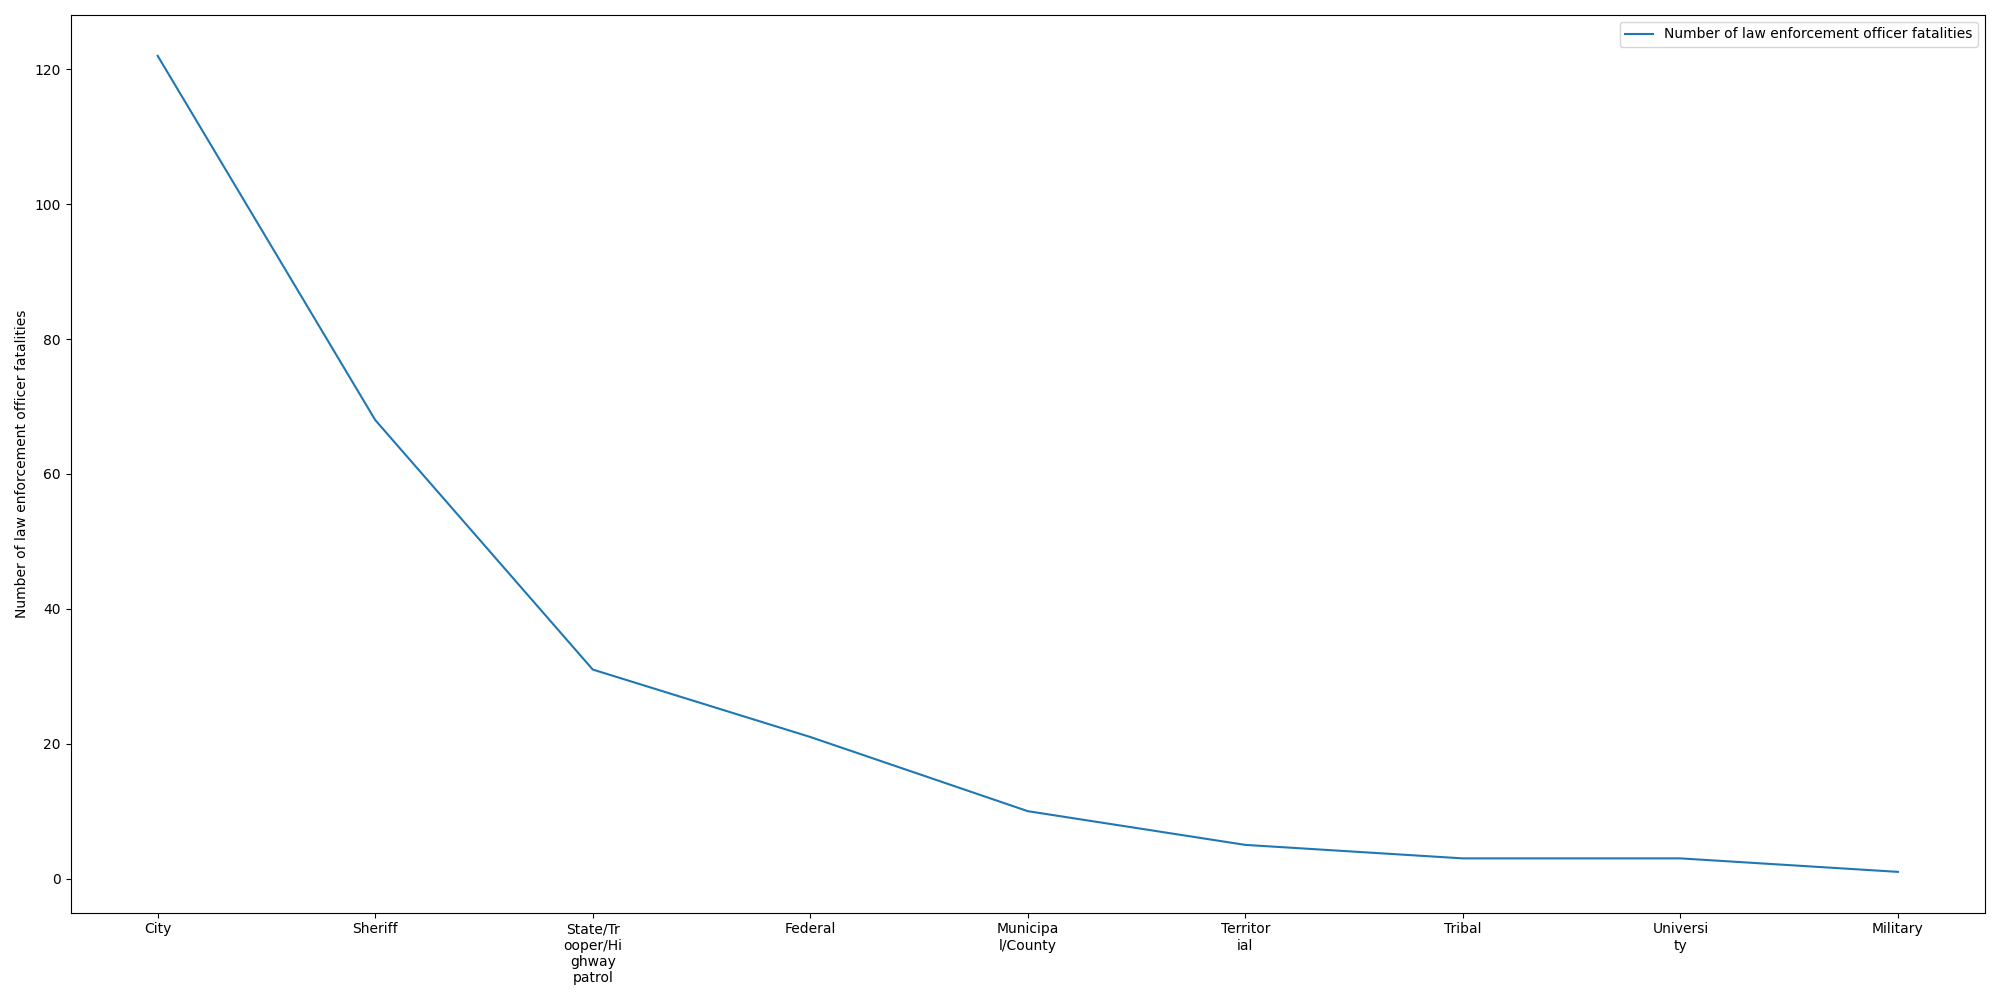 Number of law enforcement officer fatalities
Number of law enforcement officer fatalities
120
100
80
60
40
20
0
City
Sheriff
State/Tr
ooper/Hi
ghway
patrol
Federal
Municipa
l/County
Territor
ial
Tribal
Universi
ty
Military